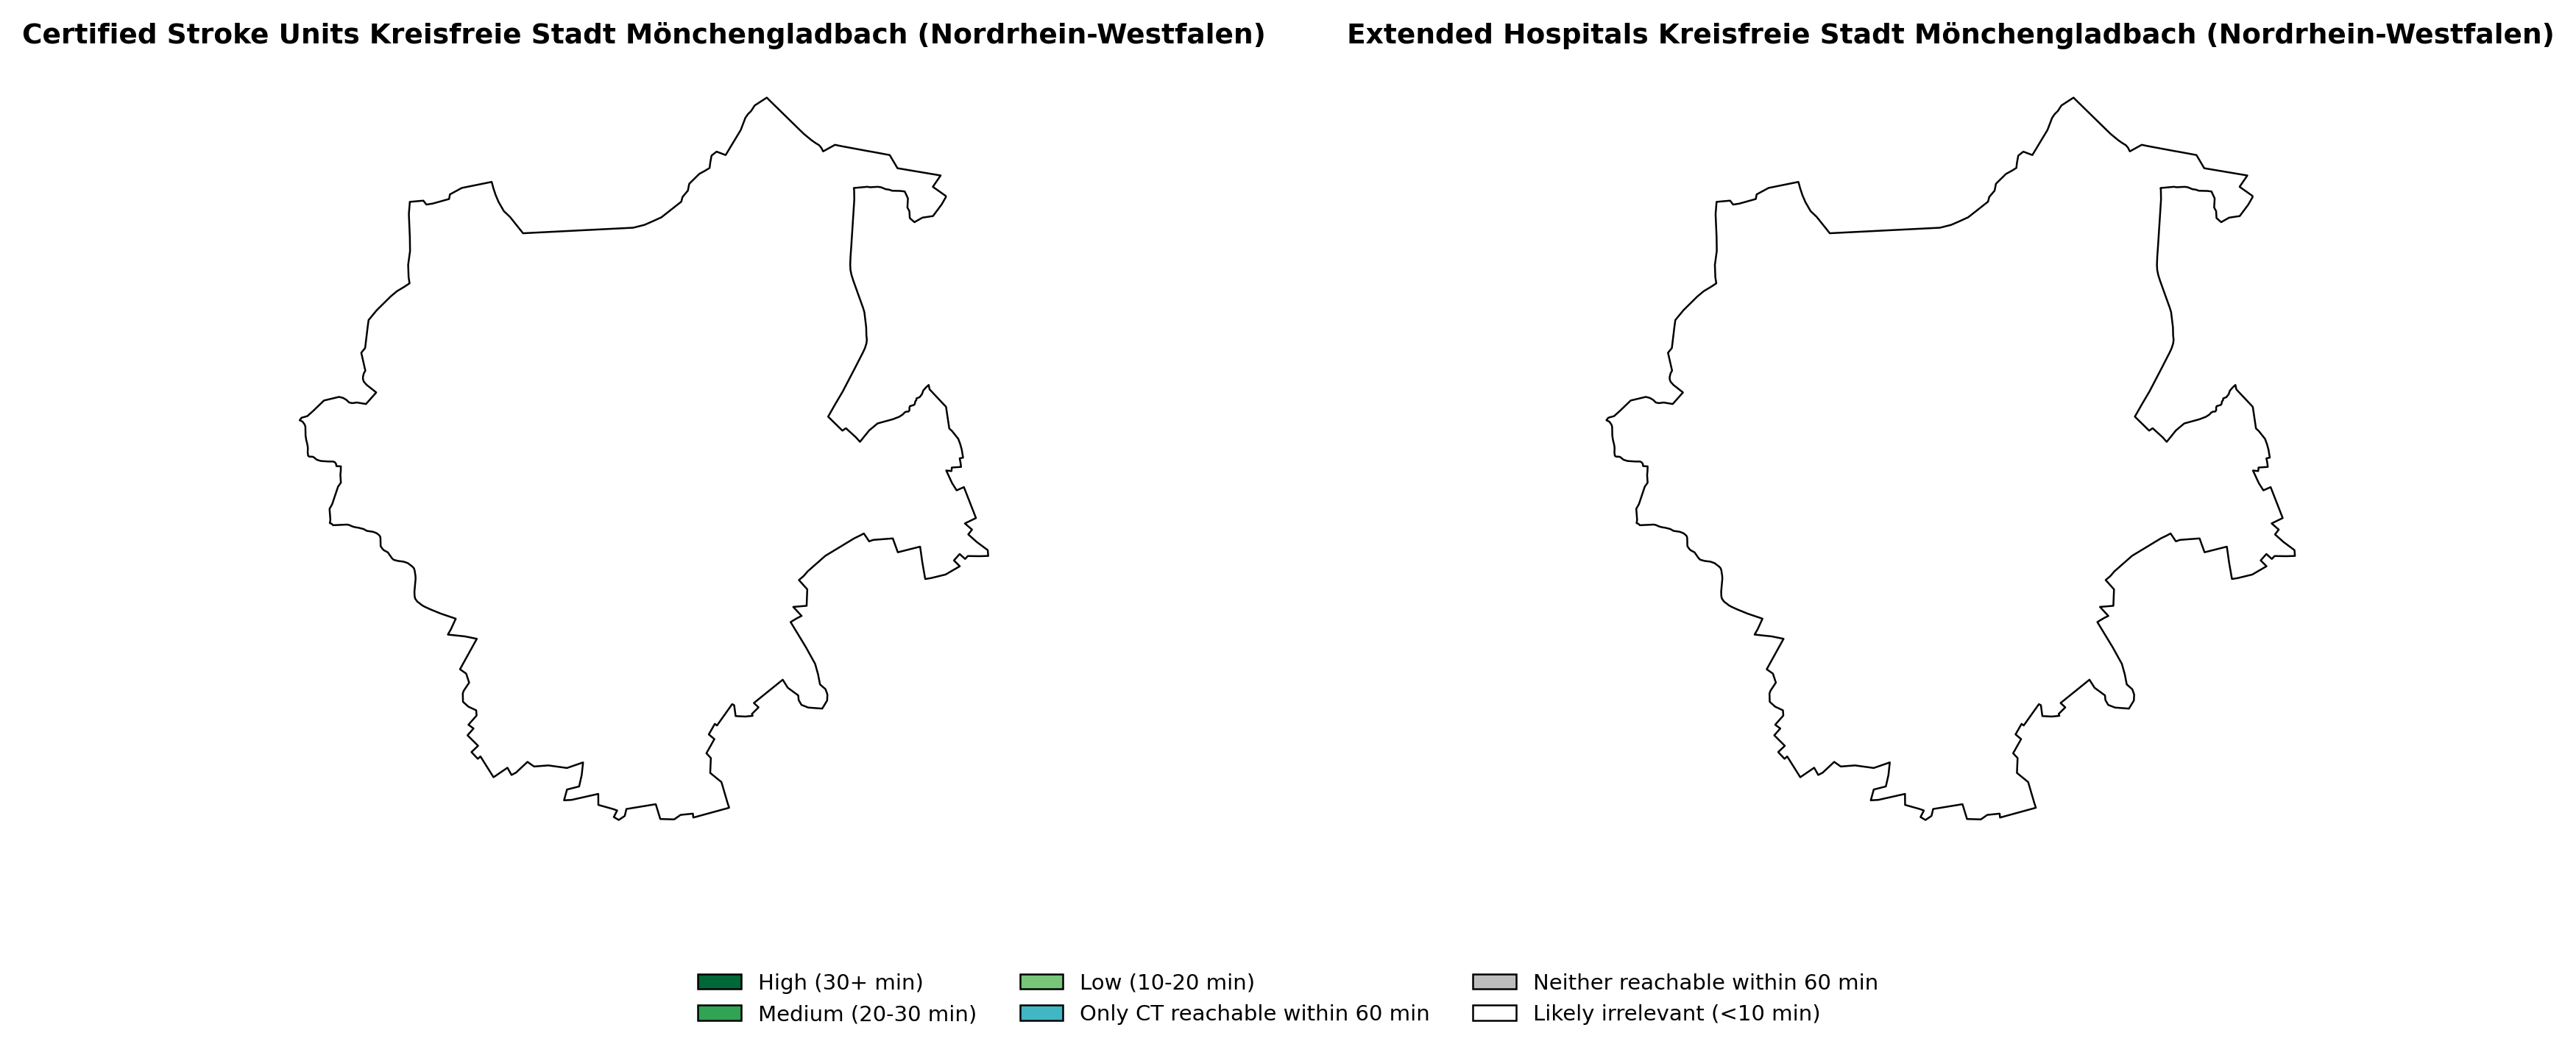 Certified Stroke Units Kreisfreie Stadt Mönchengladbach (Nordrhein-Westfalen)
Extended Hospitals Kreisfreie Stadt Mönchengladbach (Nordrhein-Westfalen)
High (30+ min)
Medium (20-30 min)
Low (10-20 min)
Only CT reachable within 60 min
Neither reachable within 60 min
Likely irrelevant (<10 min)